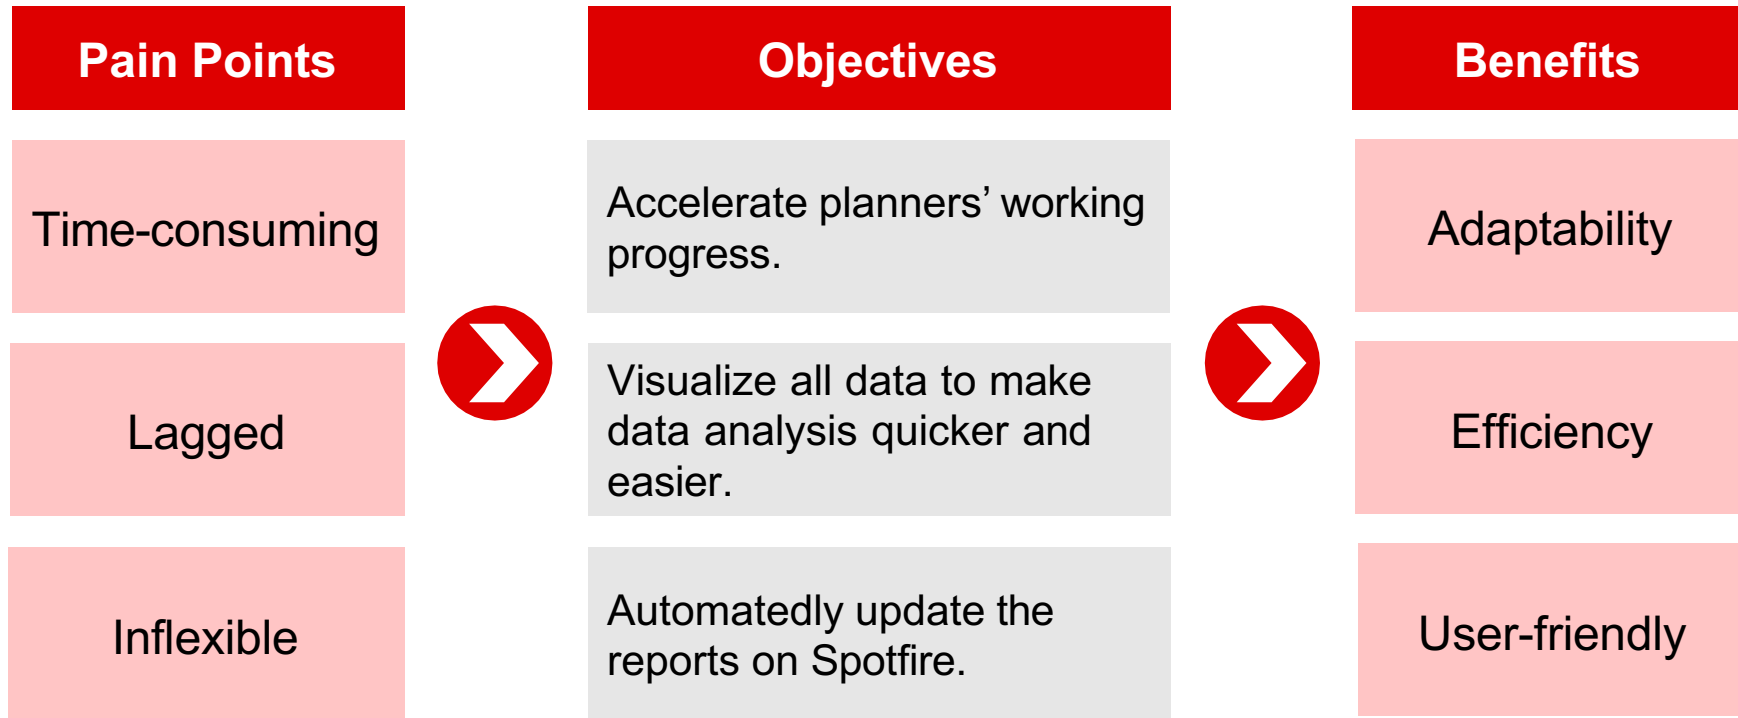 Pain Points
Objectives
Benefits
Time-consuming
Accelerate planners’ working
progress.
Adaptability
Lagged
Visualize all data to make
data analysis quicker and
easier.
Efficiency
Inflexible
Automatedly update the
reports on Spotfire.
User-friendly